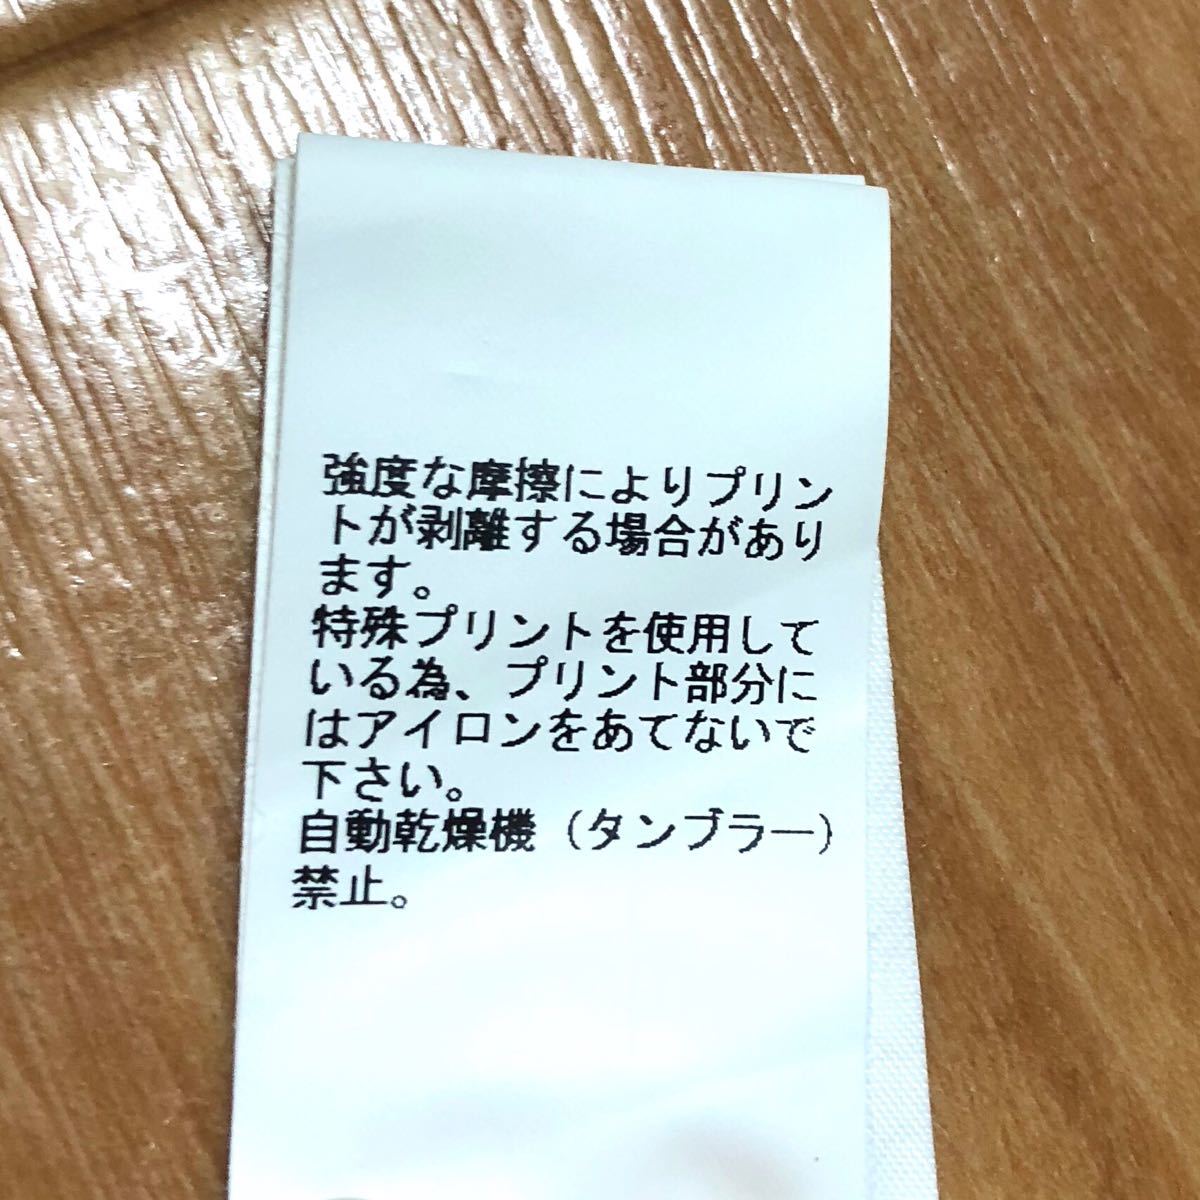 強度な摩擦によりプリン
トが剥離する場合があり
ます。
特殊プリントを使用して
いる為、プリント部分に
はアイロンをあてないで
下さい。
自動乾燥機（タンブラー）
禁止。